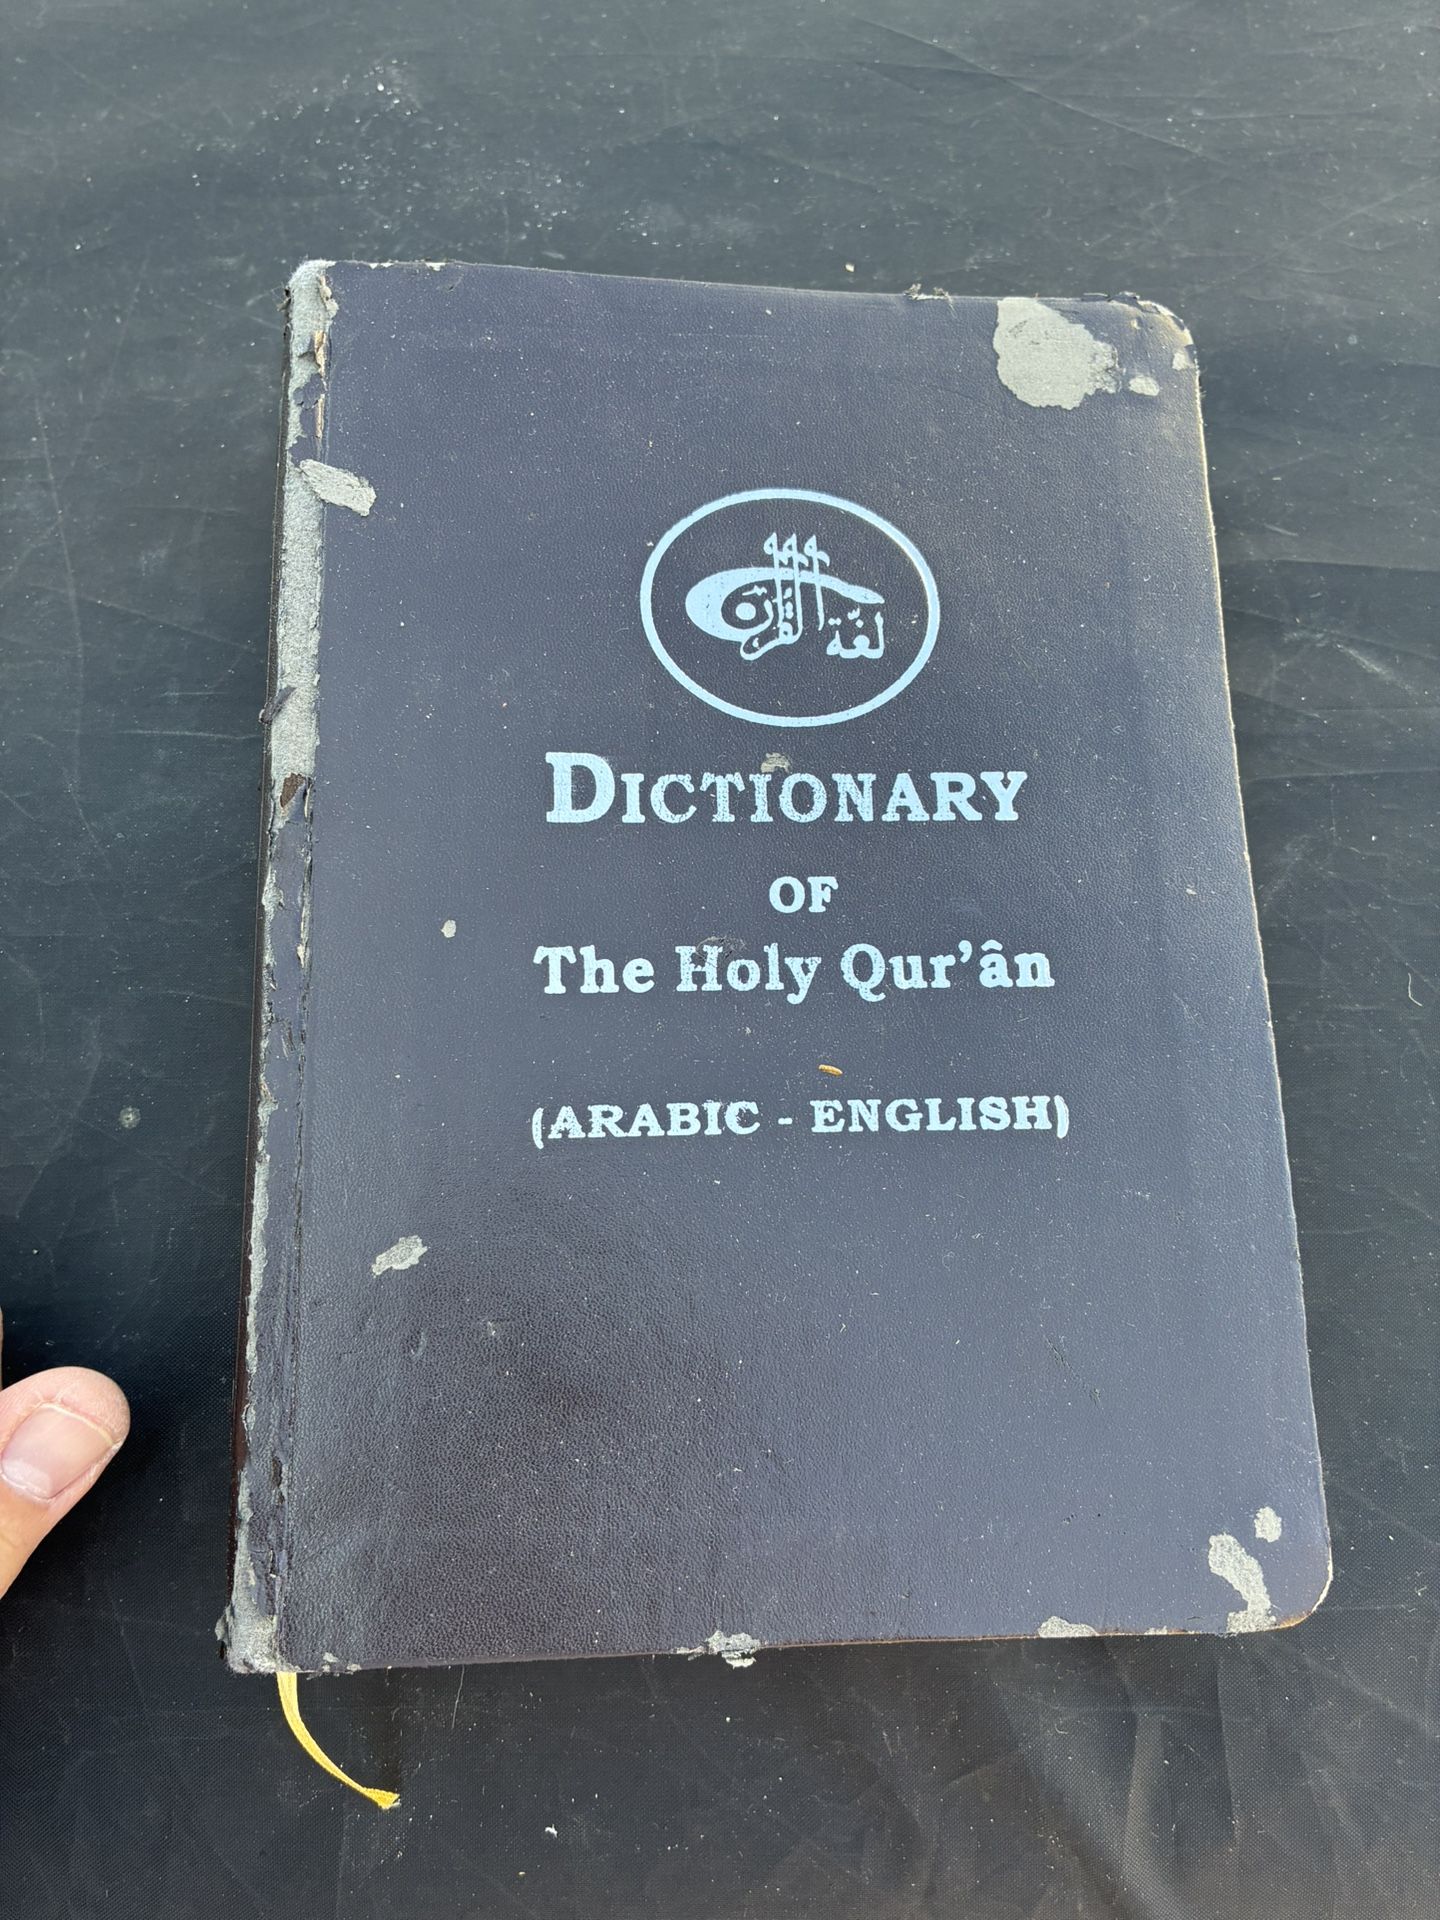 لغة القرآن
DICTIONARY
OF
The Holy Qur'ân
(ARABIC - ENGLISH)